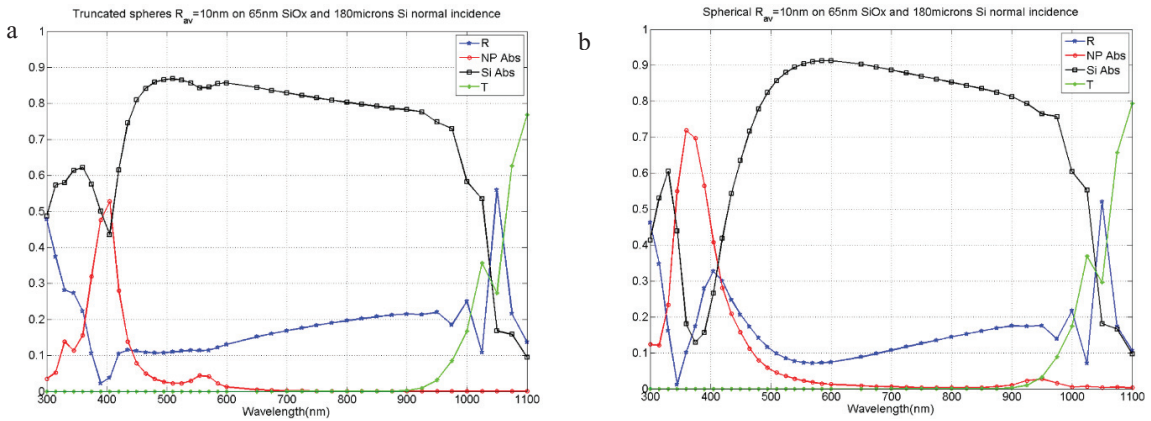 a
Truncated spheres Rav=10nm on 65nm SiOx and 180microns Si normal incidence
1
0.9
0.8
0.7
0.6
0.5
0.4
0.3
0.2
0.1
0
300 400 500 600 700 800 900 1000 1100
Wavelength(nm)
R
NP Abs
Si Abs
T
b
Spherical Rav=10nm on 65nm SiOx and 180microns Si normal incidence
1
0.9
0.8
0.7
0.6
0.5
0.4
0.3
0.2
0.1
0
300 400 500 600 700 800 900 1000 1100
Wavelength(nm)
R
NP Abs
Si Abs
T